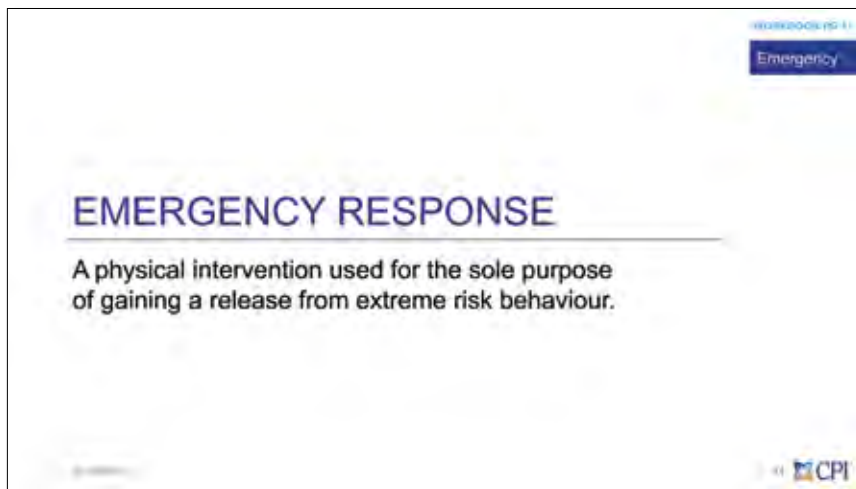 Emergency
EMERGENCY RESPONSE
A physical intervention used for the sole purpose
of gaining a release from extreme risk behaviour.
CPI